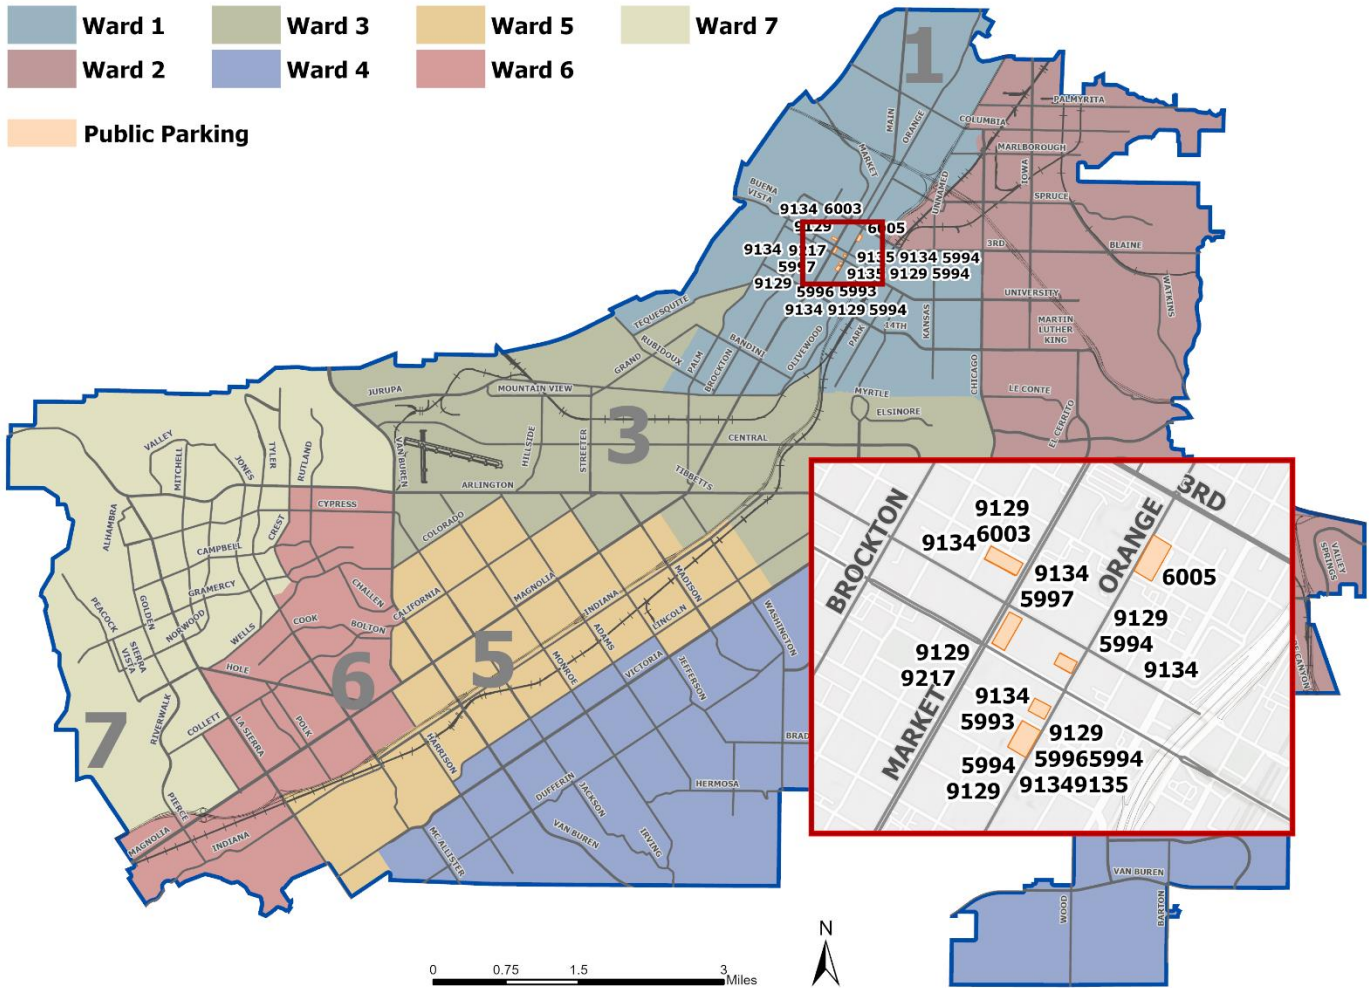 Ward 1
Ward 3
Ward 5
Ward 7
Ward 2
Ward 4
Ward 6
Public Parking
1
PALMYRITA
COLUMBIA
MAIN
ORANGE
MARKET
MARLBOROUGH
IOWA
UNNAMED
SPRUCE
BUENA
VISTA
9134 6003
9129
6005
3RD
BLAINE
9134 9217
9135 9134 5994
5997
9135 9129 5994
9129
5996 5993
9134 9129 5994
UNIVERSITY
WATKINS
TEQUESQUITE
KANSAS
MARTIN
LUTHER
KING
14TH
PARK
OLIVEWOOD
BANDINI
RUBIDOUX
GRAND
PALM
BROCKTON
CHICAGO
LE CONTE
JURUPA
MOUNTAIN VIEW
MYRTLE
ELSINORE
EL CERRITO
3
CENTRAL
VAN BUREN
HILLSIDE
STREETER
TIBBETTS
ARLINGTON
VALLEY
MITCHELL
JONES
TYLER
RUTLAND
ALHAMBRA
CYPRESS
CREST
CAMPBELL
GRAMERCY
COLORADO
CALIFORNIA
MAGNOLIA
INDIANA
MADISON
LINCOLN
WASHINGTON
CHALLEN
COOK
BOLTON
PEACOCK
GOLDEN
NORWOOD
WELLS
SIERRA
VISTA
HOLE
5
6
7
ADAMS
MONROE
VICTORIA
JEFFERSON
RIVERWALK
COLLETT
LA SIERRA
POLK
HARRISON
PIERCE
MAGNOLIA
INDIANA
DUFFERIN
JACKSON
VAN BUREN
IRVING
MC ALLISTER
HERMOSA
BRAD
3RD
BROCKTON
ORANGE
MARKET
9129
6003
9134
9134
5997
6005
9129
5994
9134
9129
9217
9134
5993
9129
59965994
91349135
5994
9129
VALLEY
SPRINGS
CANYON
VAN BUREN
WOOD
BARTON
N
0
0.75
1.5
3
Miles